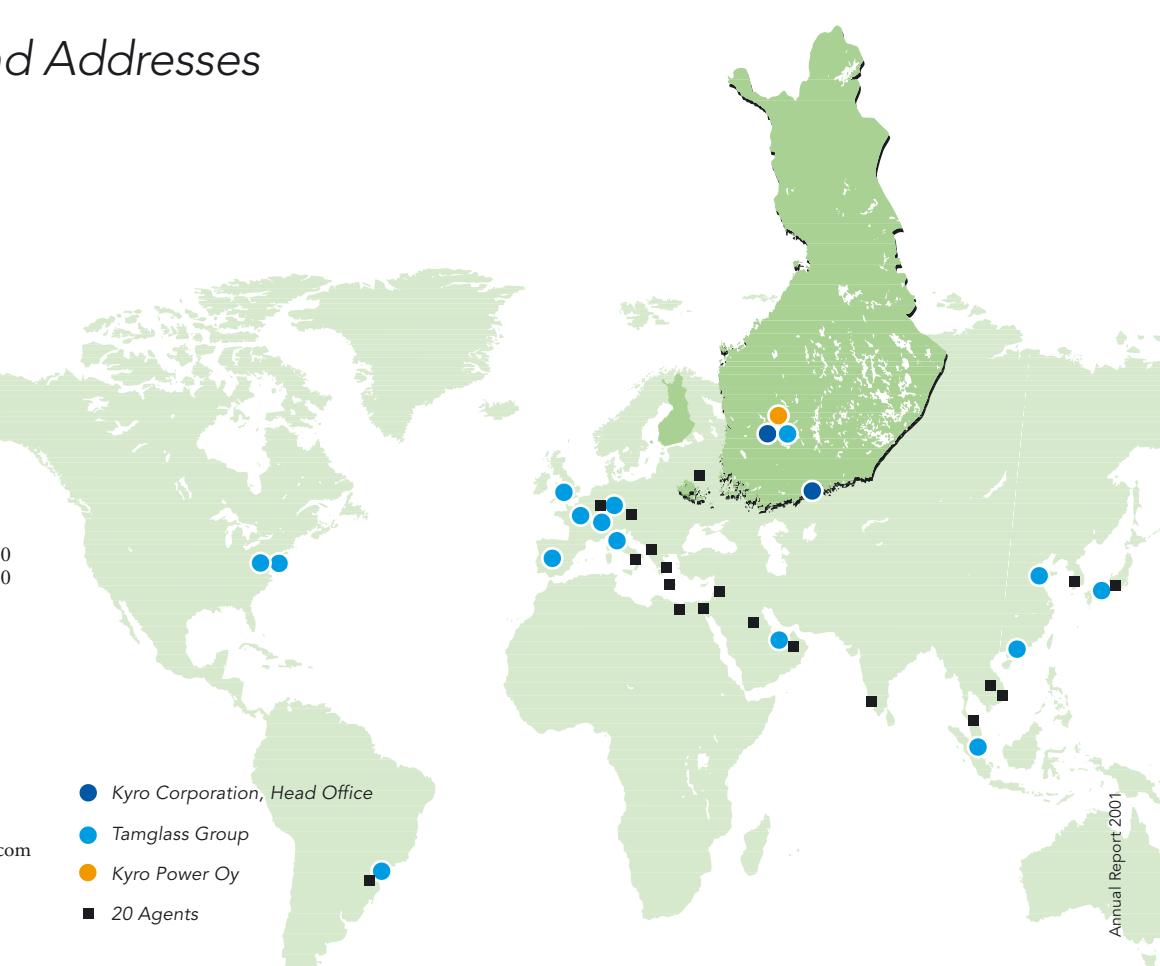 d Addresses
0
0
com
Kyro Corporation, Head Office
Tamglass Group
Kyro Power Oy
20 Agents
Annual Report 2001